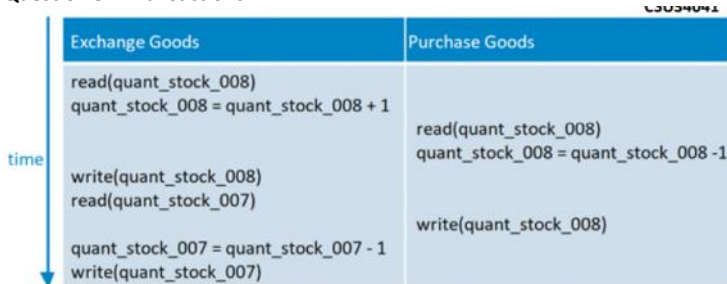 Exchange Goods
Purchase Goods
read(quant_stock_008)
quant_stock_008 = quant_stock_008 + 1
read(quant_stock_008)
quant_stock_008 = quant_stock_008 -1
time
write(quant_stock_008)
read(quant_stock_007)
write(quant_stock_008)
quant_stock_007 = quant_stock_007 - 1
write(quant_stock_007)